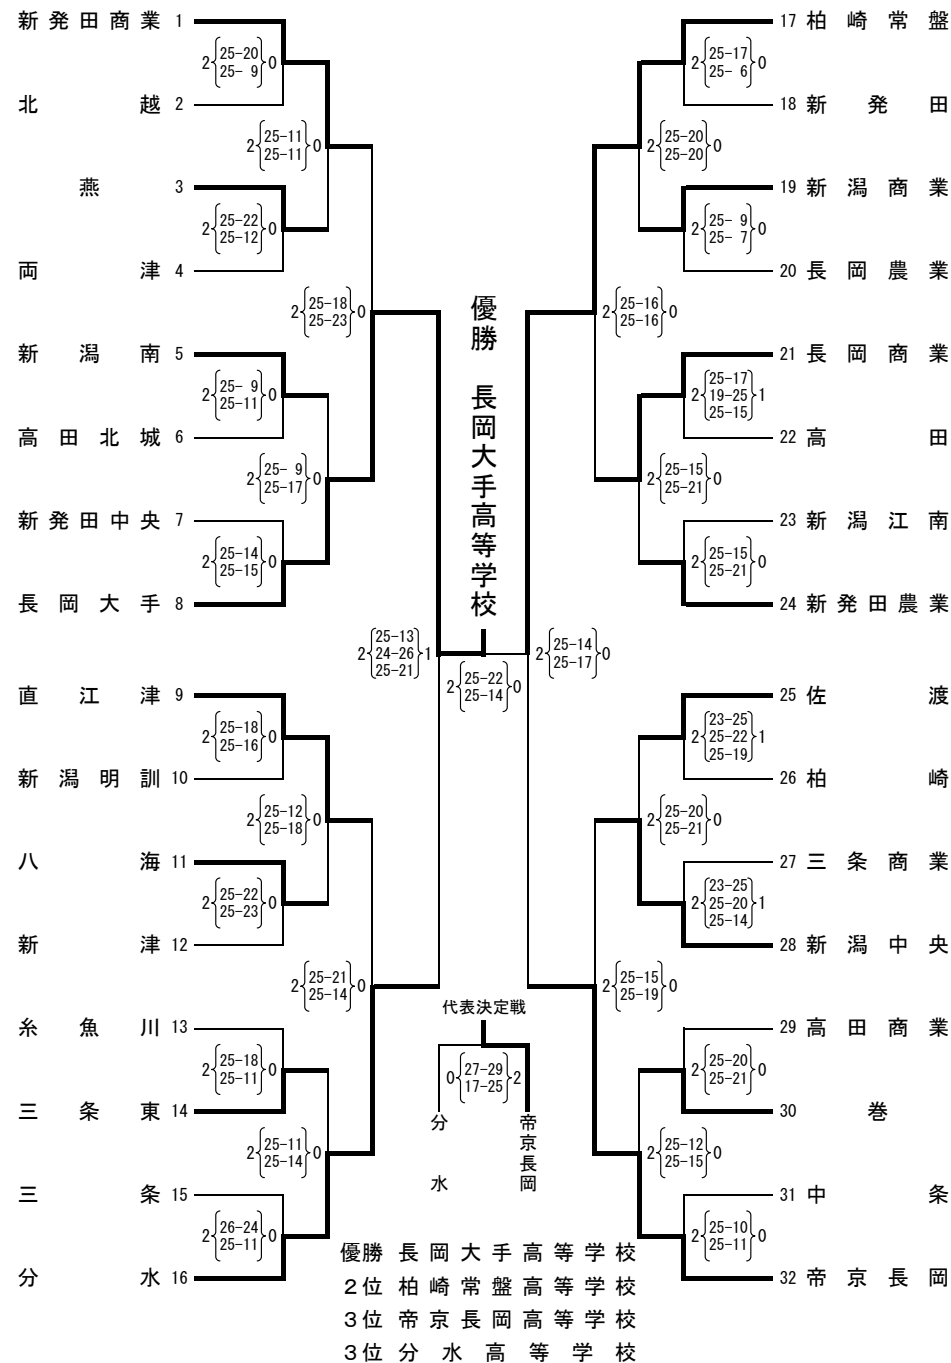 新発田商業 1
2 25-20 0
25- 9
北越 2
2 25-11 0
25-11
燕 3
2 25-22 0
25-12
両津 4
2 25-18 0
25-23
新潟南 5
2 25- 9 0
25-11
高田北城 6
2 25- 9 0
25-17
新発田中央 7
2 25-14 0
25-15
長岡大手 8
2 25-13 1
24-26
25-21
直江津 9
2 25-18 0
25-16
新潟明訓 10
2 25-12 0
25-18
八海 11
2 25-22 0
25-23
新津 12
2 25-21 0
25-14
糸魚川 13
2 25-18 0
25-11
三条東 14
2 25-11 0
25-14
三条 15
2 26-24 0
25-11
分水 16
優勝 長岡大手高等学校
2 25-22 0
25-14
17 柏崎常盤
2 25-17 0
25- 6
18 新発田
2 25-20 0
25-20
19 新潟商業
2 25- 9 0
25- 7
20 長岡農業
2 25-16 0
25-16
21 長岡商業
2 25-17 1
19-25
25-15
22 高田
2 25-15 0
25-21
23 新潟江南
2 25-15 0
25-21
24 新発田農業
2 25-14 0
25-17
25 佐渡
2 23-25 1
25-22
25-19
26 柏崎
2 25-20 0
25-21
27 三条商業
2 23-25 1
25-20
25-14
28 新潟中央
2 25-15 0
25-19
29 高田商業
2 25-20 0
25-21
30 巻
2 25-12 0
25-15
31 中条
2 25-10 0
25-11
32 帝京長岡
代表決定戦
0 27-29 2
17-25
分水
帝京長岡
優勝 長岡大手高等学校
2位 柏崎常盤高等学校
3位 帝京長岡高等学校
3位 分水高等学校